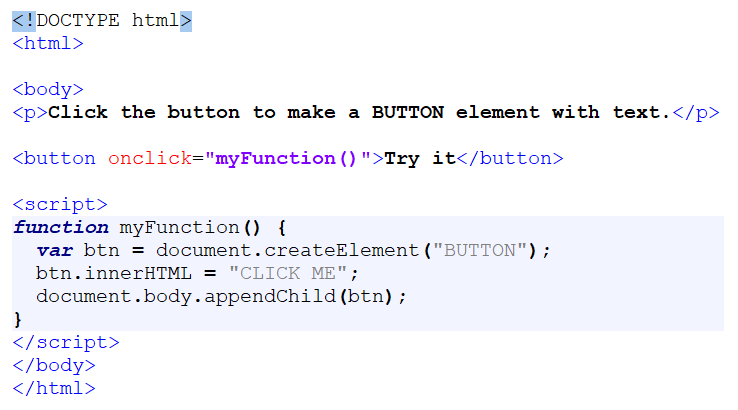 <!DOCTYPE html>
<html>
<body>
<p>Click the button to make a BUTTON element with text.</p>
<button onclick="myFunction()">Try it</button>
<script>
function myFunction() {
  var btn = document.createElement("BUTTON");
  btn.innerHTML = "CLICK ME";
  document.body.appendChild(btn);
}
</script>
</body>
</html>